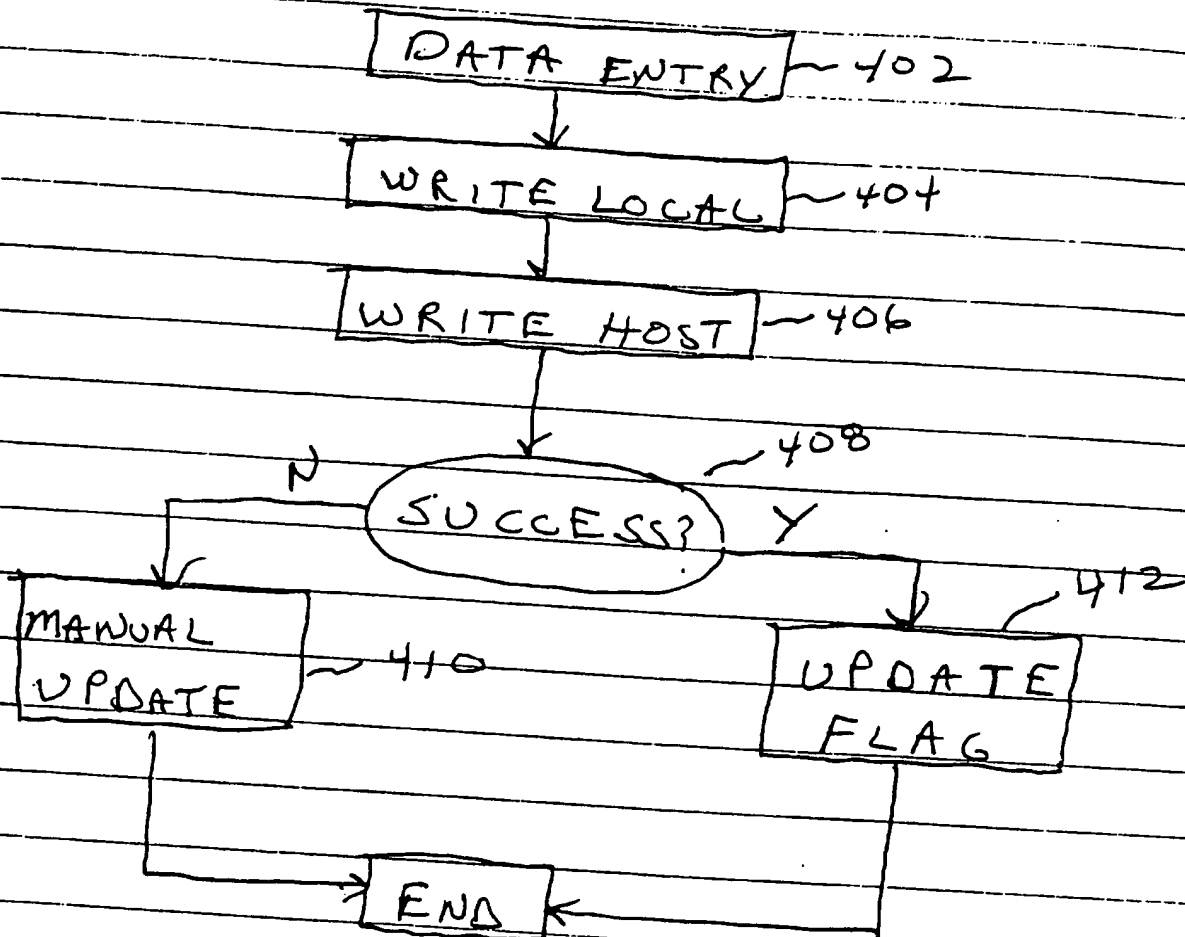 DATA ENTRY 402
WRITE LOCAL 404
WRITE HOST 406
408
N
SUCCESS? Y
412
MANUAL
UPDATE
410
UPDATE
FLAG
END